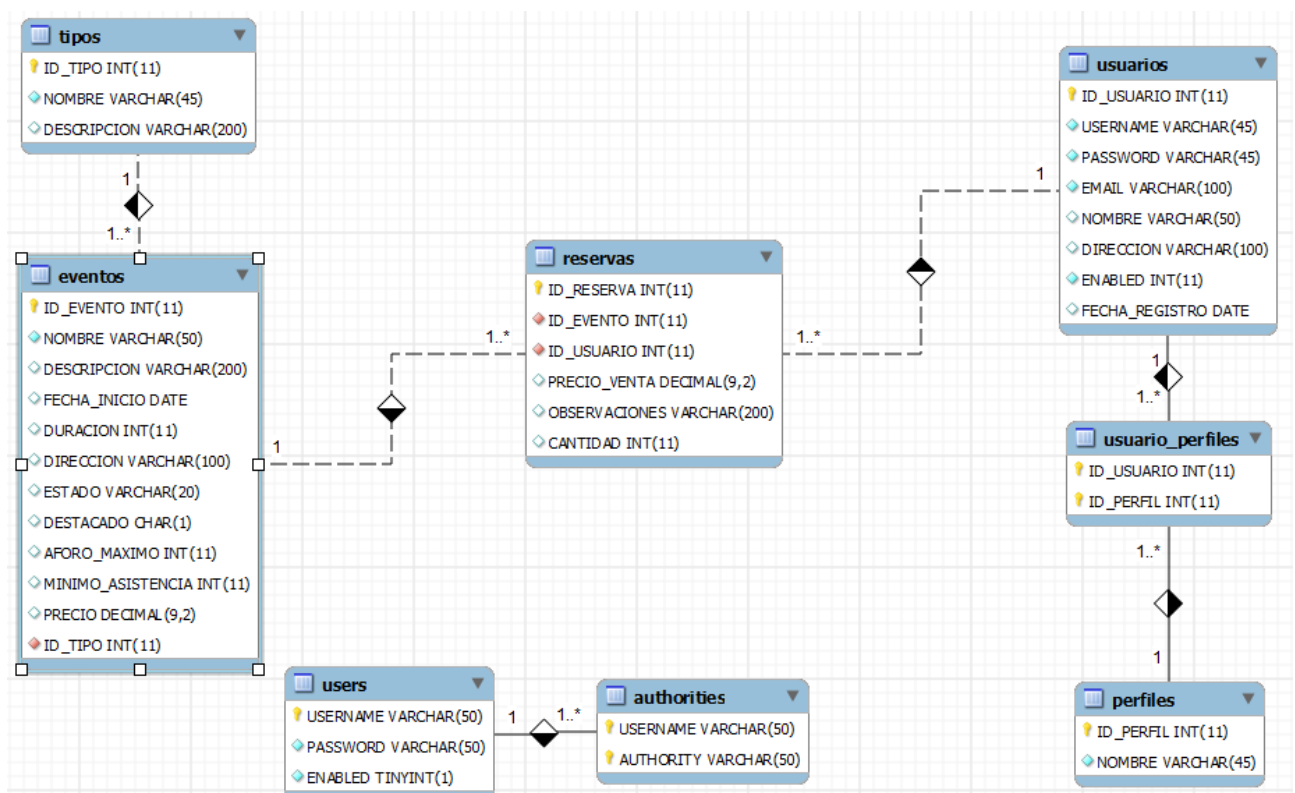 tipos
ID_TIPO INT(11)
NOMBRE VARCHAR(45)
DESCRIPCION VARCHAR(200)
1
1..*
eventos
ID_EVENTO INT(11)
NOMBRE VARCHAR(50)
DESCRIPCION VARCHAR(200)
FECHA_INICIO DATE
DURACION INT(11)
DIRECCION VARCHAR(100)
ESTADO VARCHAR(20)
DESTACADO CHAR(1)
AFORO_MAXIMO INT(11)
MINIMO_ASISTENCIA INT(11)
PRECIO DECIMAL(9,2)
ID_TIPO INT(11)
1
1..*
reservas
ID_RESERVA INT(11)
ID_EVENTO INT(11)
ID_USUARIO INT(11)
PRECIO_VENTA DECIMAL(9,2)
OBSERVACIONES VARCHAR(200)
CANTIDAD INT(11)
1..*
1
usuarios
ID_USUARIO INT(11)
USERNAME VARCHAR(45)
PASSWORD VARCHAR(45)
EMAIL VARCHAR(100)
NOMBRE VARCHAR(50)
DIRECCION VARCHAR(100)
ENABLED INT(11)
FECHA_REGISTRO DATE
1
1..*
usuario_perfiles
ID_USUARIO INT(11)
ID_PERFIL INT(11)
1..*
1
perfiles
ID_PERFIL INT(11)
NOMBRE VARCHAR(45)
users
USERNAME VARCHAR(50)
PASSWORD VARCHAR(50)
ENABLED TINYINT(1)
1
1..*
authorities
USERNAME VARCHAR(50)
AUTHORITY VARCHAR(50)